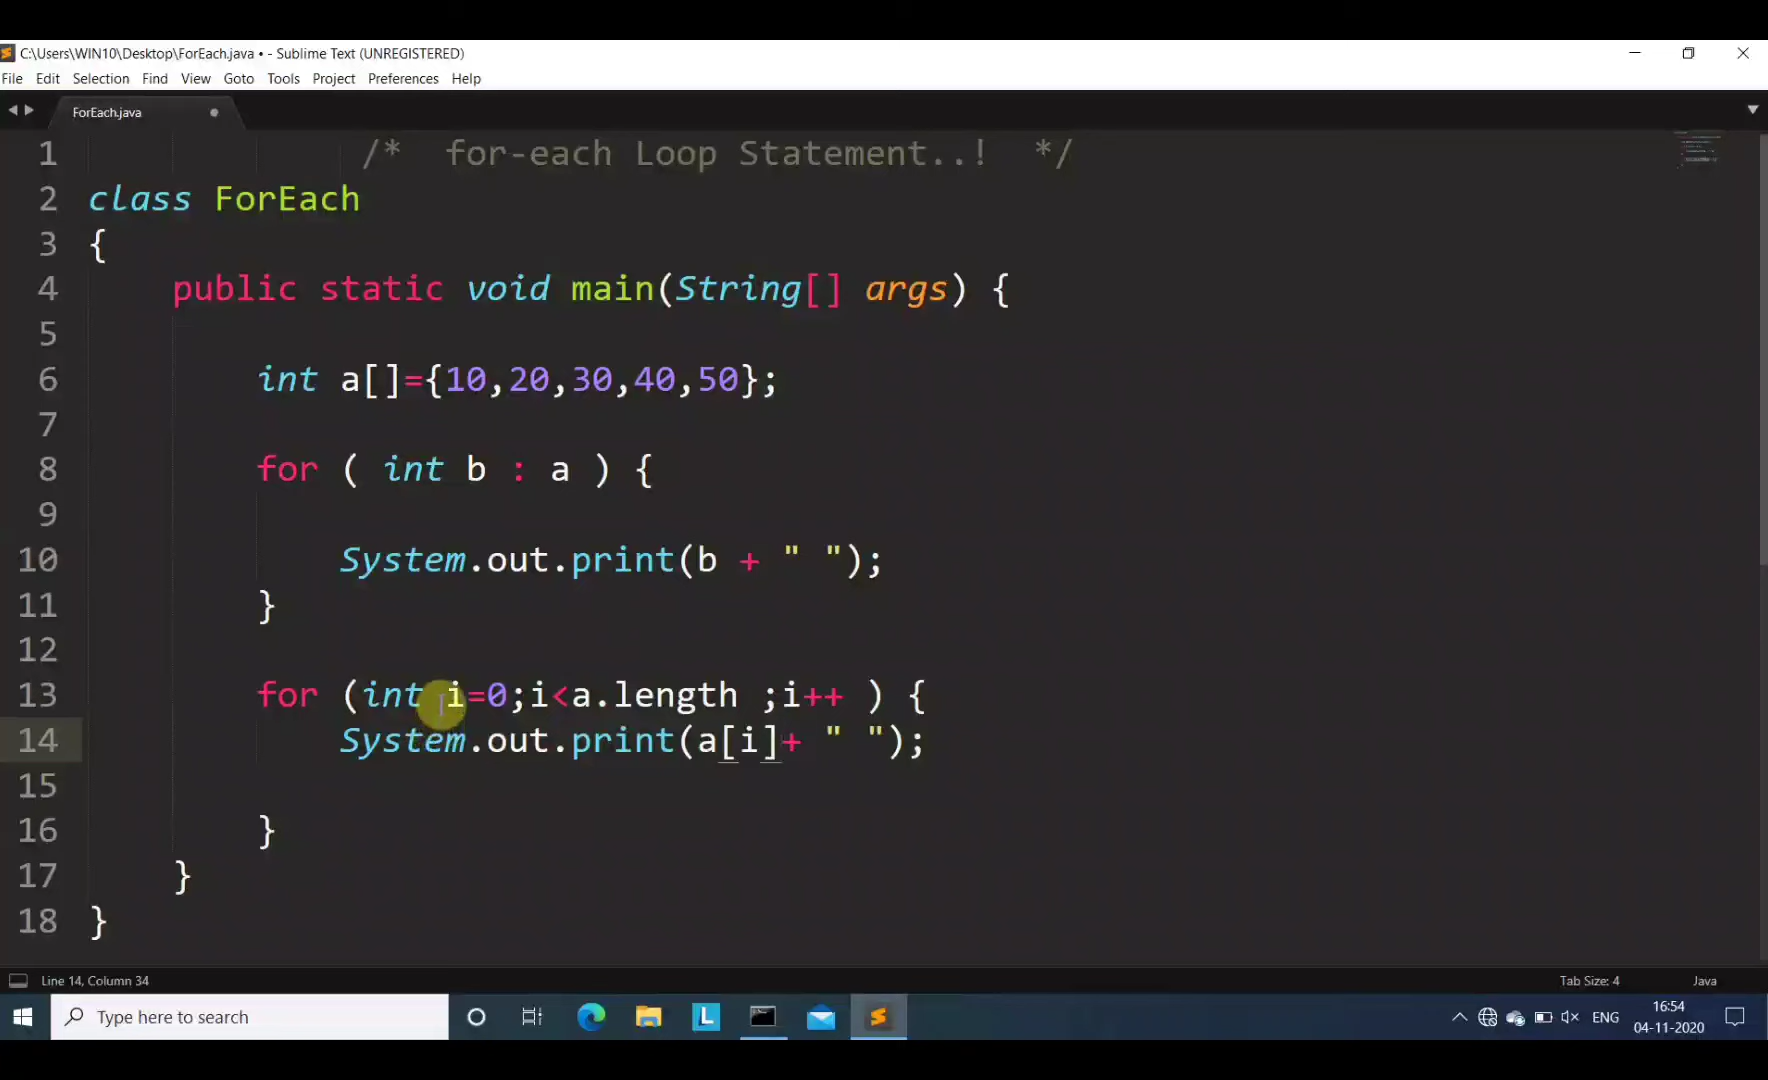 C:\Users\WIN10\Desktop\ForEach.java • - Sublime Text (UNREGISTERED)
File Edit Selection Find View Goto Tools Project Preferences Help
ForEach.java
1 /* for-each Loop Statement..! */
2 class ForEach
3 {
4 public static void main(String[] args) {
5
6 int a[]={10,20,30,40,50};
7
8 for ( int b : a ) {
9
10 System.out.print(b + " ");
11 }
12
13 for (int i=0;i<a.length ;i++ ) {
14 System.out.print(a[i]+ " ");
15
16 }
17 }
18 }
Line 14, Column 34 Tab Size: 4 Java
Type here to search L ENG 16:54
04-11-2020